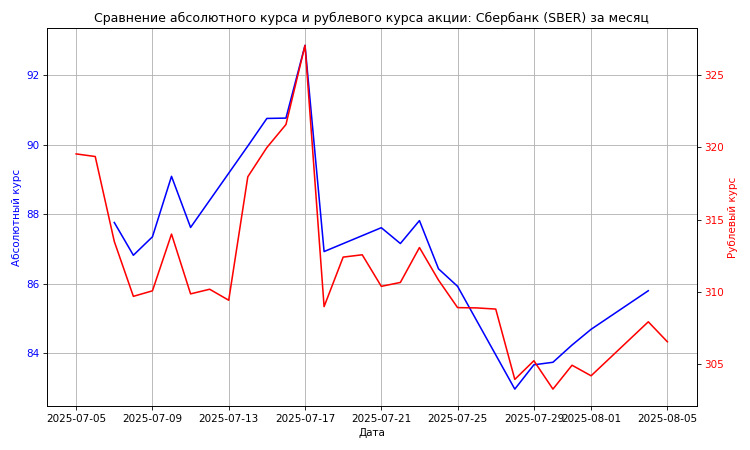 Сравнение абсолютного курса и рублевого курса акции: Сбербанк (SBER) за месяц
92
90
88
86
84
Абсолютный курс
325
320
315
310
305
Рублевый курс
2025-07-05 2025-07-09 2025-07-13 2025-07-17 2025-07-21 2025-07-25 2025-07-29 2025-08-01 2025-08-05
Дата